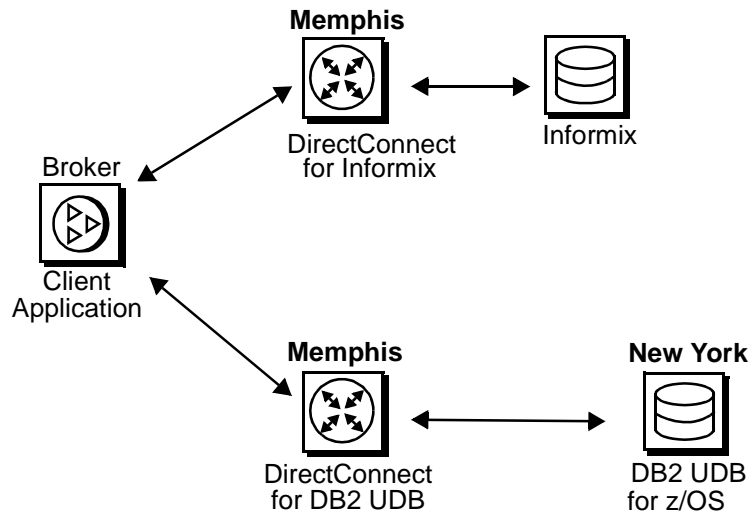 Memphis
DirectConnect
for Informix
Informix
Broker
Client
Application
Memphis
DirectConnect
for DB2 UDB
New York
DB2 UDB
for z/OS